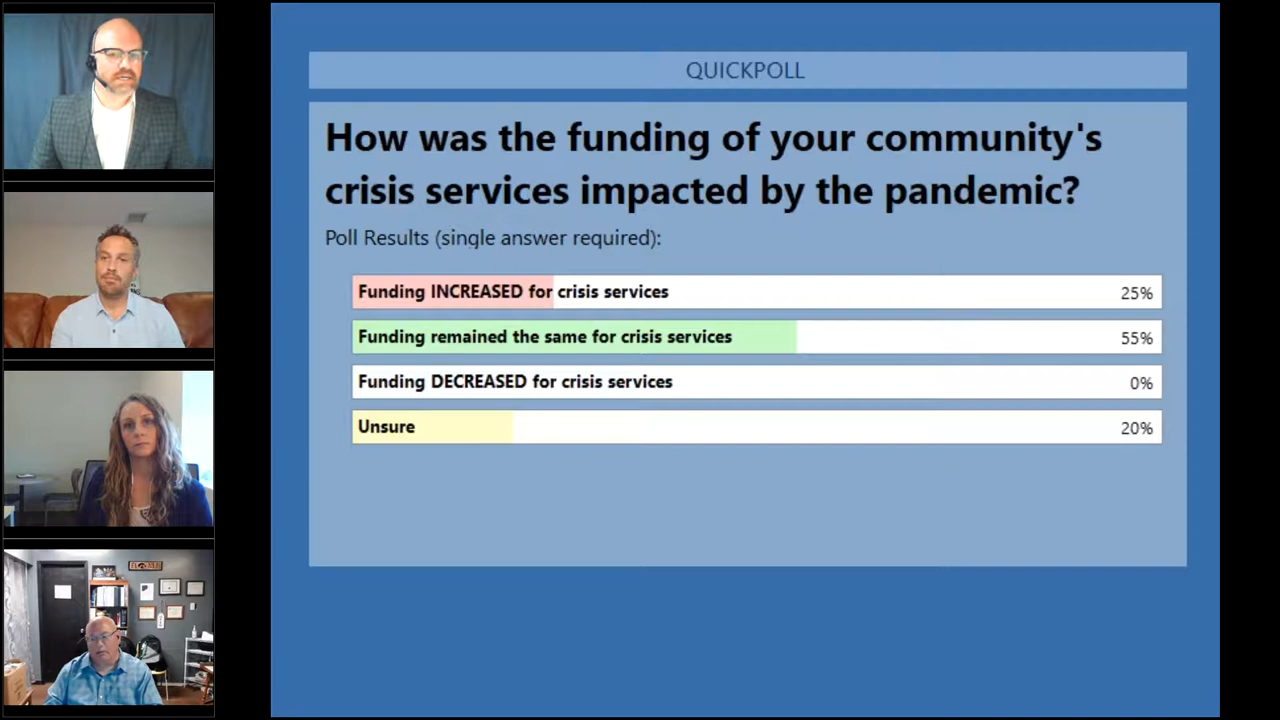 QUICKPOLL
How was the funding of your community's
crisis services impacted by the pandemic?
Poll Results (single answer required):
Funding INCREASED for crisis services 25%
Funding remained the same for crisis services 55%
Funding DECREASED for crisis services 0%
Unsure 20%